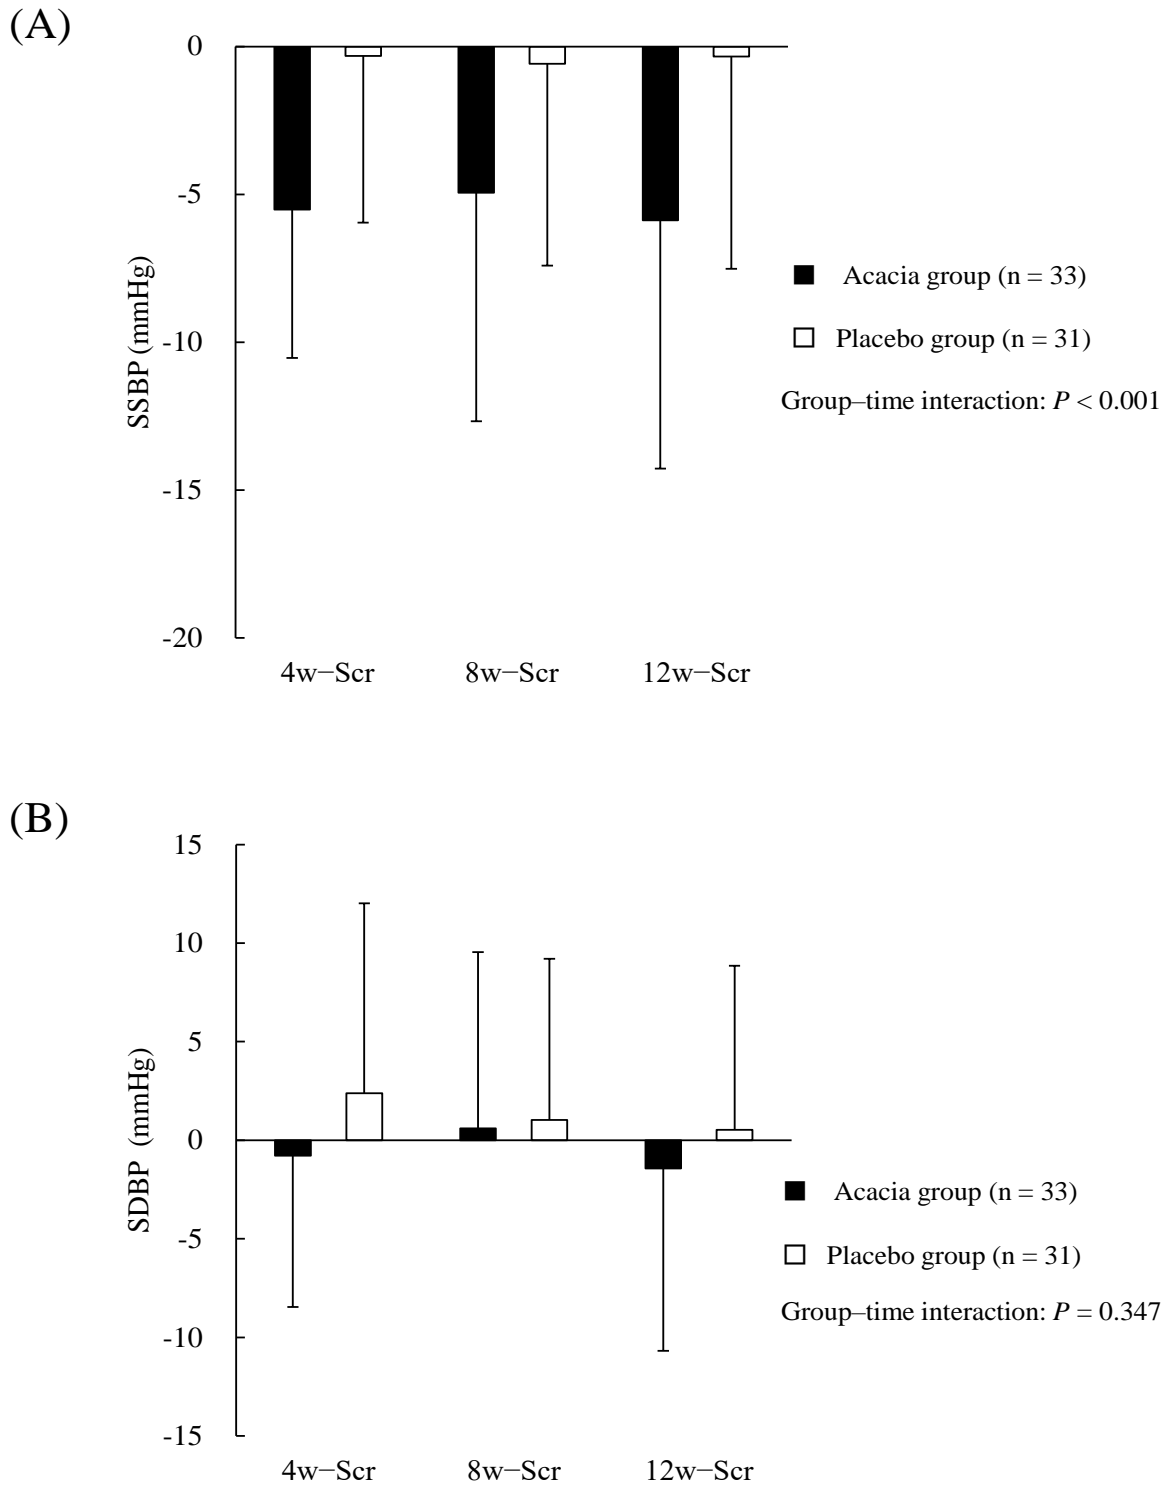 (A)
0
-5
-10
-15
-20
SSBP (mmHg)
4w−Scr
8w−Scr
12w−Scr
Acacia group (n = 33)
Placebo group (n = 31)
Group–time interaction: P < 0.001
(B)
15
10
5
0
-5
-10
-15
SDBP (mmHg)
4w−Scr
8w−Scr
12w−Scr
Acacia group (n = 33)
Placebo group (n = 31)
Group–time interaction: P = 0.347